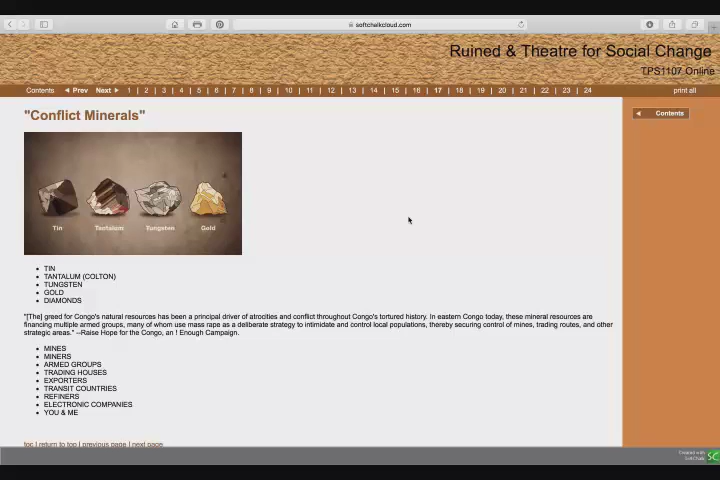 softchalkcloud.com
Ruined & Theatre for Social Change
TPS1107 Online
Contents Prev Next 1 | 2 | 3 | 4 | 5 | 6 | 7 | 8 | 9 | 10 | 11 | 12 | 13 | 14 | 15 | 16 | 17 | 18 | 19 | 20 | 21 | 22 | 23 | 24 print all
"Conflict Minerals"
Contents
Tin Tantalum Tungsten Gold
TIN
TANTALUM (COLTON)
TUNGSTEN
GOLD
DIAMONDS
"[The] greed for Congo's natural resources has been a principal driver of atrocities and conflict throughout Congo's tortured history. In eastern Congo today, these mineral resources are
financing multiple armed groups, many of whom use mass rape as a deliberate strategy to intimidate and control local populations, thereby securing control of mines, trading routes, and other
strategic areas." --Raise Hope for the Congo, an ! Enough Campaign.
MINES
MINERS
ARMED GROUPS
TRADING HOUSES
EXPORTERS
TRANSIT COUNTRIES
REFINERS
ELECTRONIC COMPANIES
YOU & ME
toc | return to top | previous page | next page
Created with
SoftChalk
SC